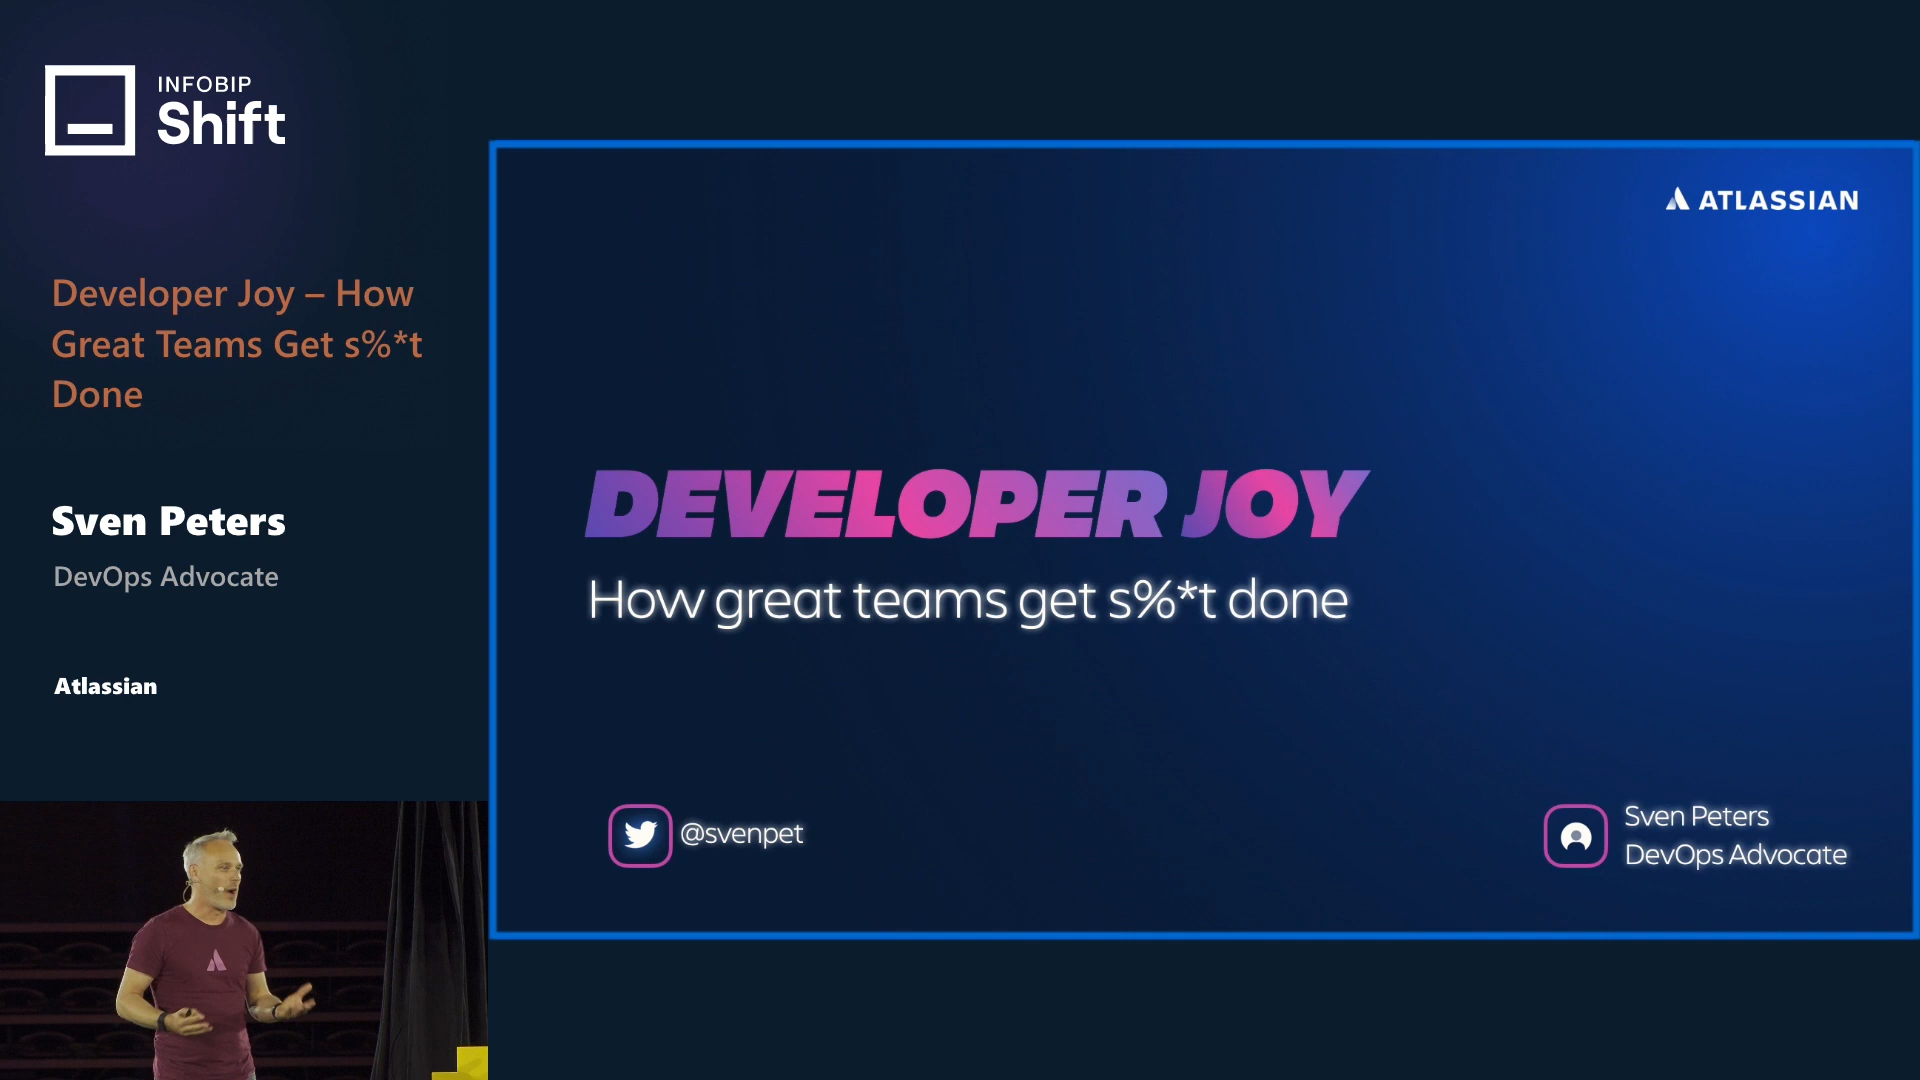 INFOBIP
Shift
Developer Joy – How
Great Teams Get s%*t
Done
Sven Peters
DevOps Advocate
Atlassian
ATLASSIAN
DEVELOPER JOY
How great teams get s%*t done
@svenpet
Sven Peters
DevOps Advocate